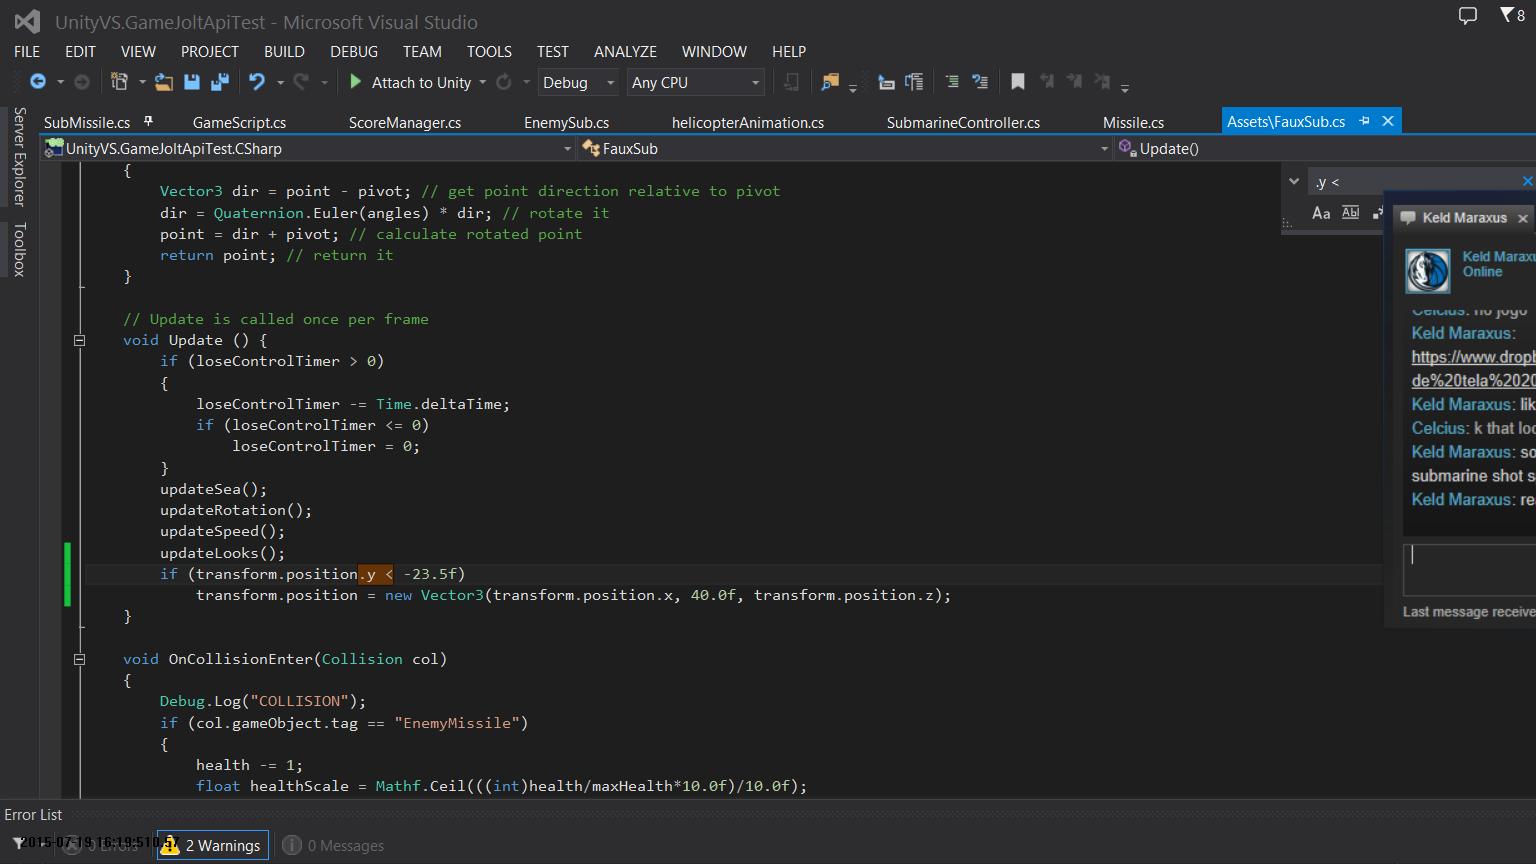 UnityVS.GameJoltApiTest - Microsoft Visual Studio
8
FILE EDIT VIEW PROJECT BUILD DEBUG TEAM TOOLS TEST ANALYZE WINDOW HELP
Attach to Unity Debug Any CPU
Server Explorer
Toolbox
SubMissile.cs GameScript.cs ScoreManager.cs EnemySub.cs helicopterAnimation.cs SubmarineController.cs Missile.cs Assets\FauxSub.cs
UnityVS.GameJoltApiTest.CSharp FauxSub Update()
{
Vector3 dir = point - pivot; // get point direction relative to pivot
dir = Quaternion.Euler(angles) * dir; // rotate it
point = dir + pivot; // calculate rotated point
return point; // return it
}
// Update is called once per frame
void Update () {
if (loseControlTimer > 0)
{
loseControlTimer -= Time.deltaTime;
if (loseControlTimer <= 0)
loseControlTimer = 0;
}
updateSea();
updateRotation();
updateSpeed();
updateLooks();
if (transform.position.y < -23.5f)
transform.position = new Vector3(transform.position.x, 40.0f, transform.position.z);
}
void OnCollisionEnter(Collision col)
{
Debug.Log("COLLISION");
if (col.gameObject.tag == "EnemyMissile")
{
health -= 1;
float healthScale = Mathf.Ceil(((int)health/maxHealth*10.0f)/10.0f);
.y <
Aa Abl
Keld Maraxus
Keld Maraxu
Online
Celcius: no jogo
Keld Maraxus:
https://www.dropb
de%20tela%2020
Keld Maraxus: lik
Celcius: k that loo
Keld Maraxus: so
submarine shot s
Keld Maraxus: rea
Last message receive
Error List
0 Errors 2 Warnings 0 Messages